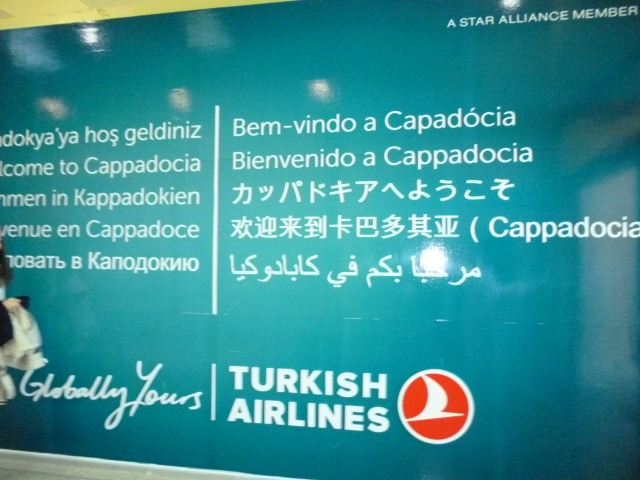 A STAR ALLIANCE MEMBER
dokya'ya hoş geldiniz
lcome to Cappadocia
mmen in Kappadokien
venue en Cappadoce
ловать в Каподокию
Bem-vindo a Capadócia
Bienvenido a Cappadocia
カッパドキアへようこそ
欢迎来到卡巴多其亚 ( Cappadocia
مرحبا بكم في كابادوكيا
Globally Yours
TURKISH
AIRLINES